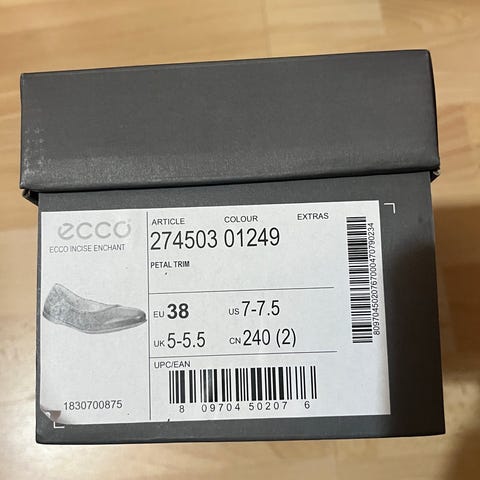 ecco
ECCO INCISE ENCHANT
1830700875
ARTICLE COLOUR EXTRAS
274503 01249
PETAL TRIM
EU 38 US 7-7.5
UK 5-5.5 CN 240 (2)
UPC/EAN
8 09704 50207 6
8097045020767000470790234